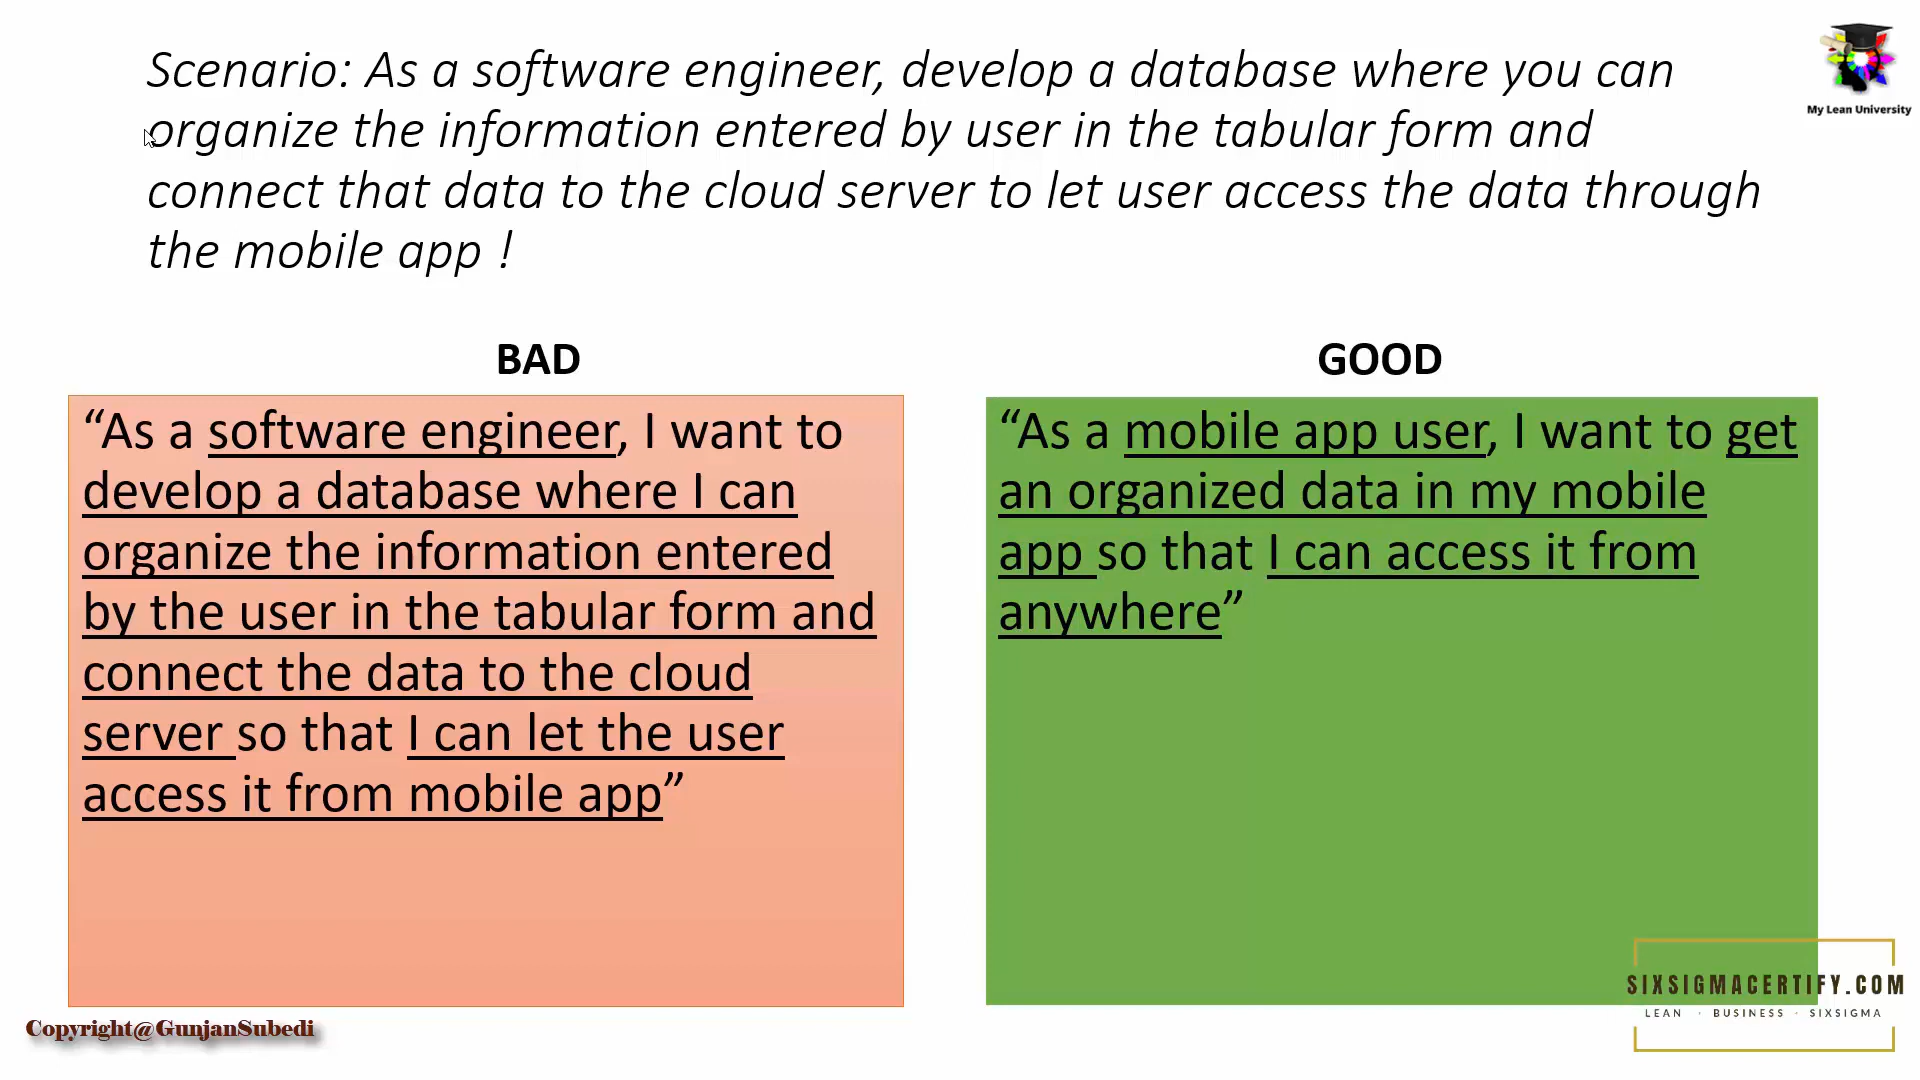 Scenario: As a software engineer, develop a database where you can
organize the information entered by user in the tabular form and
connect that data to the cloud server to let user access the data through
the mobile app !
My Lean University
BAD
“As a software engineer, I want to
develop a database where I can
organize the information entered
by the user in the tabular form and
connect the data to the cloud
server so that I can let the user
access it from mobile app”
GOOD
“As a mobile app user, I want to get
an organized data in my mobile
app so that I can access it from
anywhere”
SIXSIGMACERTIFY.COM
LEAN · BUSINESS · SIXSIGMA
Copyright@GunjanSubedi